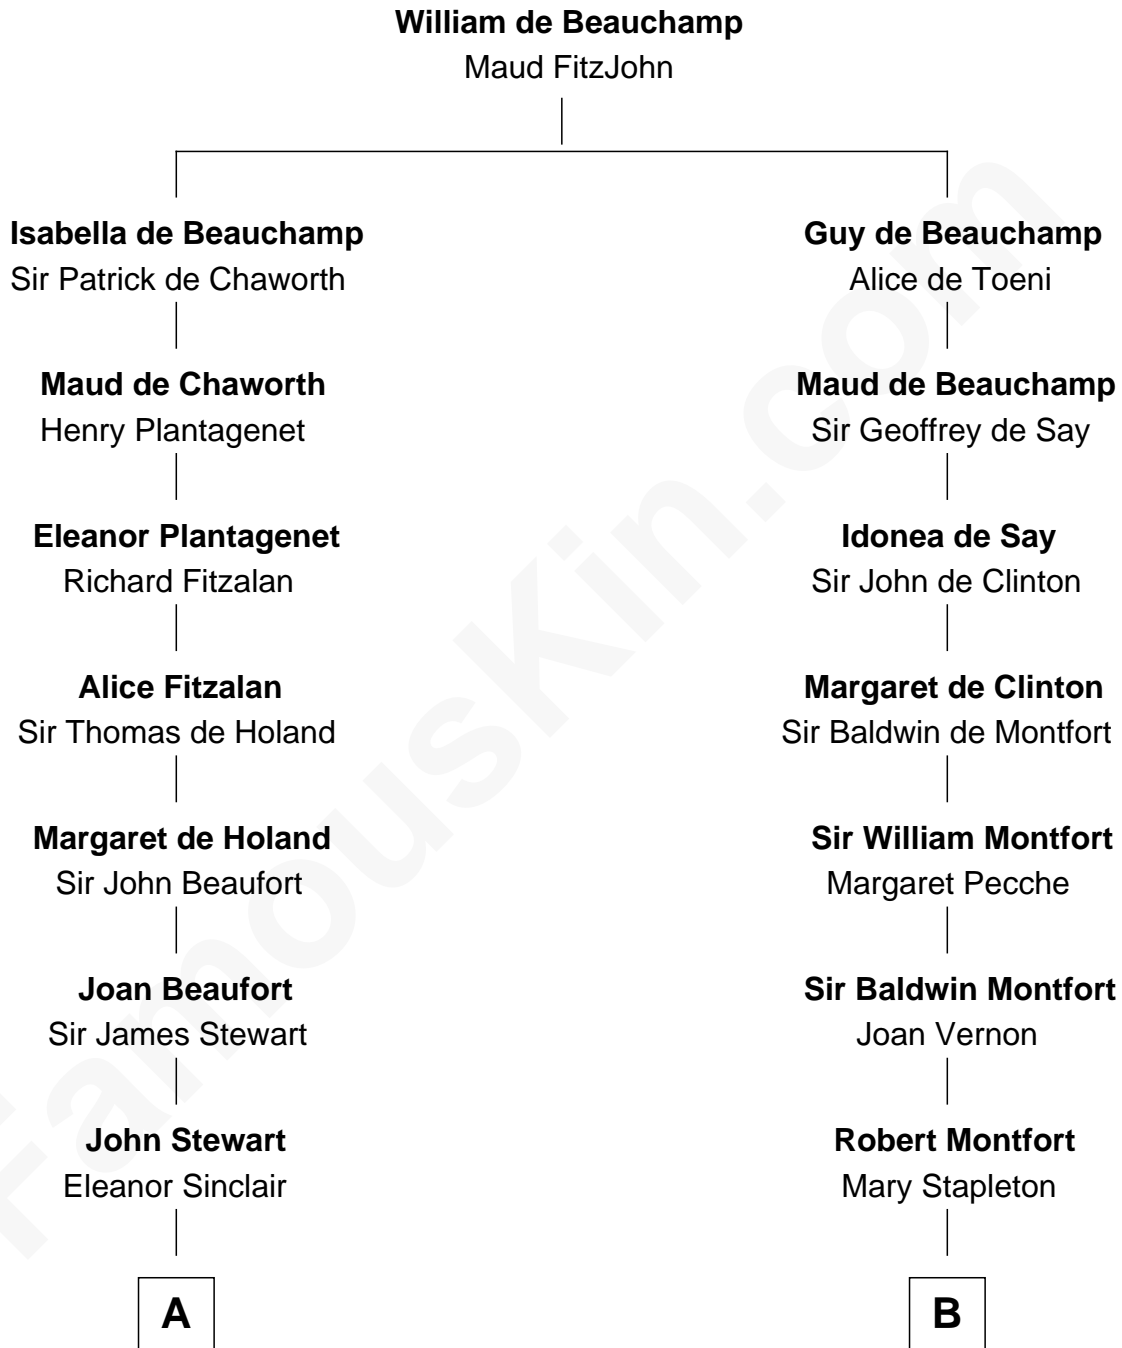 William de Beauchamp
Maud FitzJohn
Isabella de Beauchamp
Sir Patrick de Chaworth
Maud de Chaworth
Henry Plantagenet
Eleanor Plantagenet
Richard Fitzalan
Alice Fitzalan
Sir Thomas de Holand
Margaret de Holand
Sir John Beaufort
Joan Beaufort
Sir James Stewart
John Stewart
Eleanor Sinclair
A
Guy de Beauchamp
Alice de Toeni
Maud de Beauchamp
Sir Geoffrey de Say
Idonea de Say
Sir John de Clinton
Margaret de Clinton
Sir Baldwin de Montfort
Sir William Montfort
Margaret Pecche
Sir Baldwin Montfort
Joan Vernon
Robert Montfort
Mary Stapleton
B
FamousKin.com